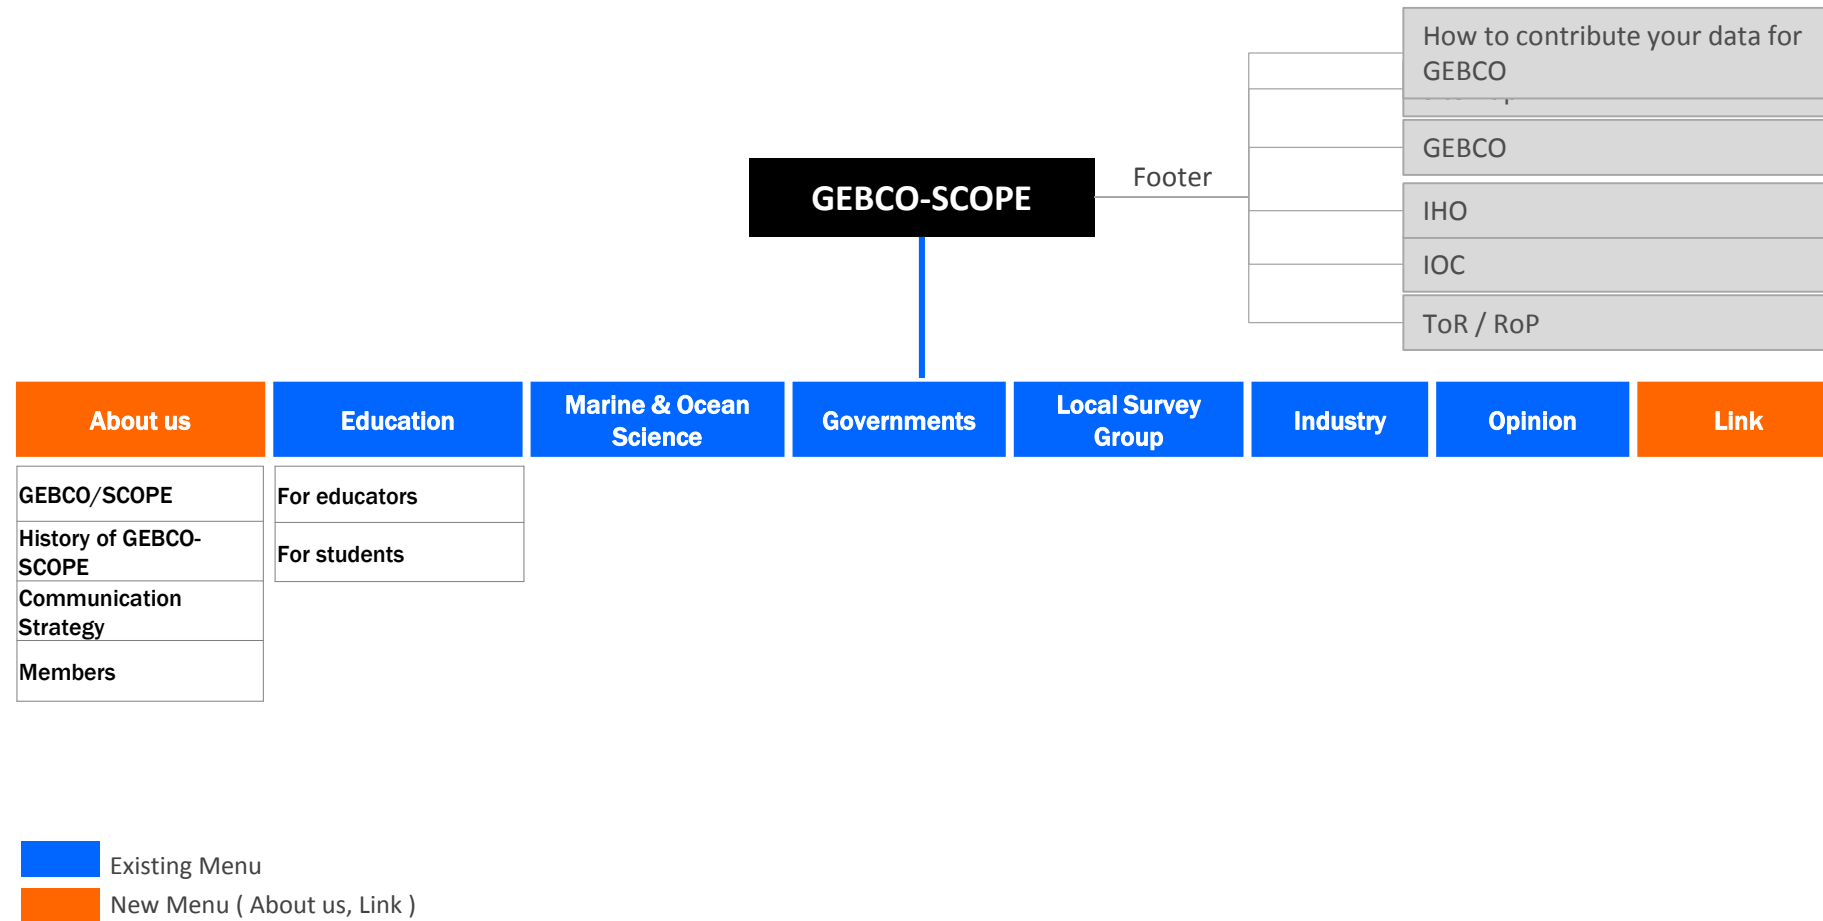 How to contribute your data for
GEBCO
GEBCO
Footer
GEBCO-SCOPE
IHO
IOC
ToR / RoP
About us
Education
Marine & Ocean
Science
Governments
Local Survey
Group
Industry
Opinion
Link
GEBCO/SCOPE
History of GEBCO-
SCOPE
Communication
Strategy
Members
For educators
For students
Existing Menu
New Menu ( About us, Link )